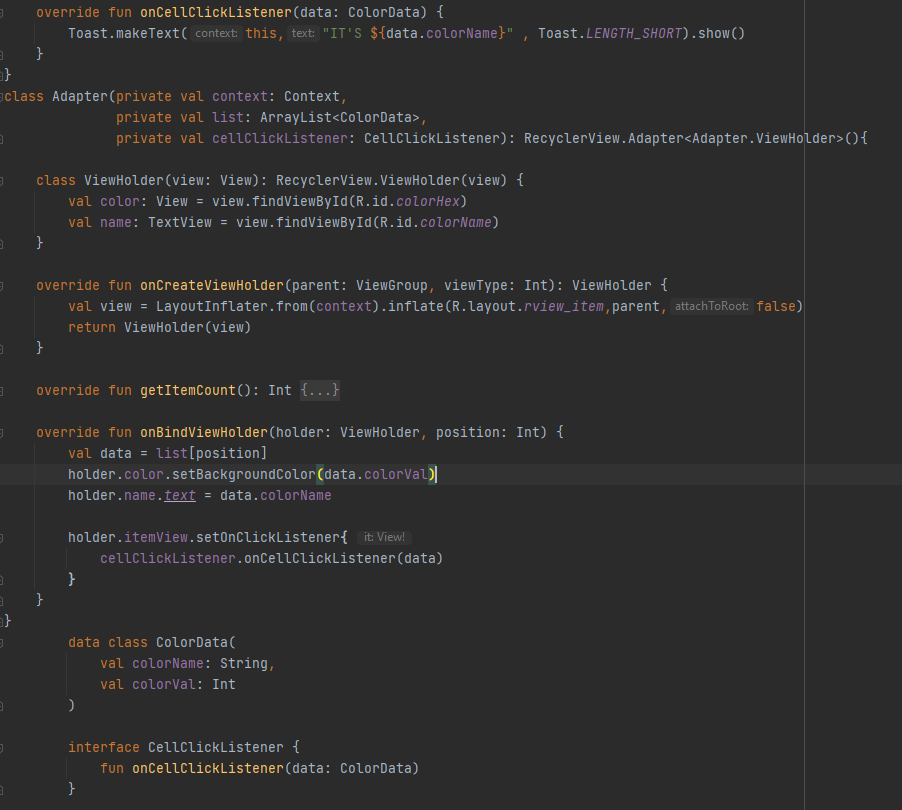 override fun onCellClickListener(data: ColorData) {
Toast.makeText( context: this, text: "IT'S ${data.colorName}" , Toast.LENGTH_SHORT).show()
}
}
class Adapter(private val context: Context,
private val list: ArrayList<ColorData>,
private val cellClickListener: CellClickListener): RecyclerView.Adapter<Adapter.ViewHolder>(){
class ViewHolder(view: View): RecyclerView.ViewHolder(view) {
val color: View = view.findViewById(R.id.colorHex)
val name: TextView = view.findViewById(R.id.colorName)
}
override fun onCreateViewHolder(parent: ViewGroup, viewType: Int): ViewHolder {
val view = LayoutInflater.from(context).inflate(R.layout.rview_item,parent, attachToRoot: false)
return ViewHolder(view)
}
override fun getItemCount(): Int {...}
override fun onBindViewHolder(holder: ViewHolder, position: Int) {
val data = list[position]
holder.color.setBackgroundColor(data.colorVal)
holder.name.text = data.colorName
holder.itemView.setOnClickListener{ it: View!
cellClickListener.onCellClickListener(data)
}
}
}
data class ColorData(
val colorName: String,
val colorVal: Int
)
interface CellClickListener {
fun onCellClickListener(data: ColorData)
}